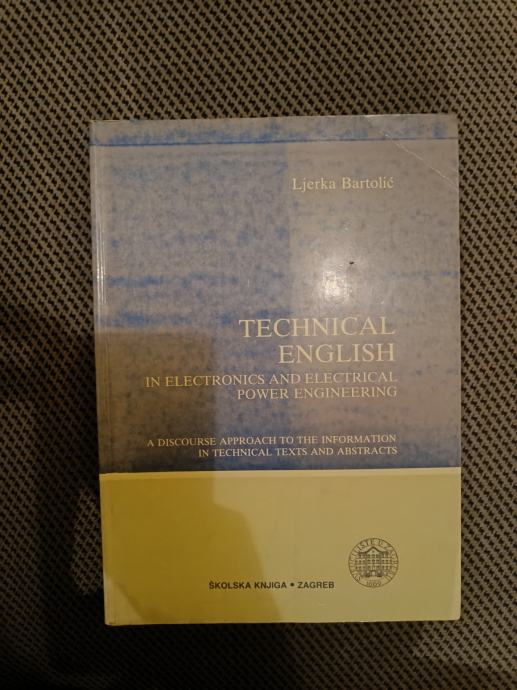 Ljerka Bartolić
TECHNICAL
ENGLISH
IN ELECTRONICS AND ELECTRICAL
POWER ENGINEERING
A DISCOURSE APPROACH TO THE INFORMATION
IN TECHNICAL TEXTS AND ABSTRACTS
ŠKOLSKA KNJIGA • ZAGREB
1669